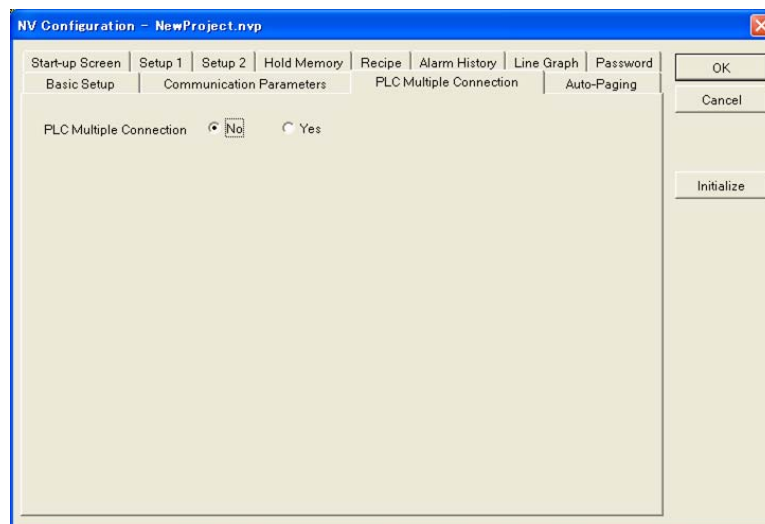 NV Configuration - NewProject.nvp
Start-up Screen Setup 1 Setup 2 Hold Memory Recipe Alarm History Line Graph Password
Basic Setup Communication Parameters PLC Multiple Connection Auto-Paging
OK
Cancel
PLC Multiple Connection No Yes
Initialize